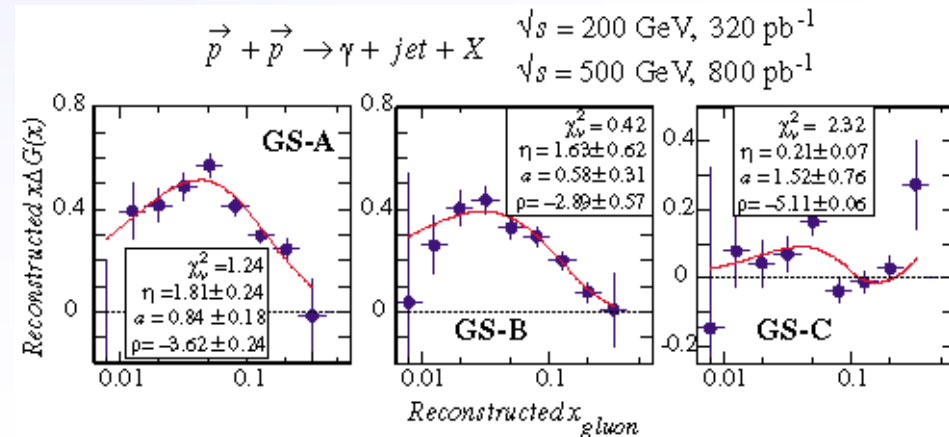 p + p → γ + jet + X
√s = 200 GeV, 320 pb⁻¹
√s = 500 GeV, 800 pb⁻¹
Reconstructed xΔG(x)
0.8
0.4
0
GS-A
χ²ᵥ = 1.24
η = 1.81 ± 0.24
a = 0.84 ± 0.18
ρ = −3.62 ± 0.24
0.01
0.1
0.8
0.4
0
χ²ᵥ = 0.42
η = 1.63 ± 0.62
a = 0.58 ± 0.31
ρ = −2.89 ± 0.57
GS-B
0.01
0.1
0.4
0.2
0
-0.2
χ²ᵥ = 2.32
η = 0.21 ± 0.07
a = 1.52 ± 0.76
ρ = −5.11 ± 0.06
GS-C
0.01
0.1
Reconstructed x gluon